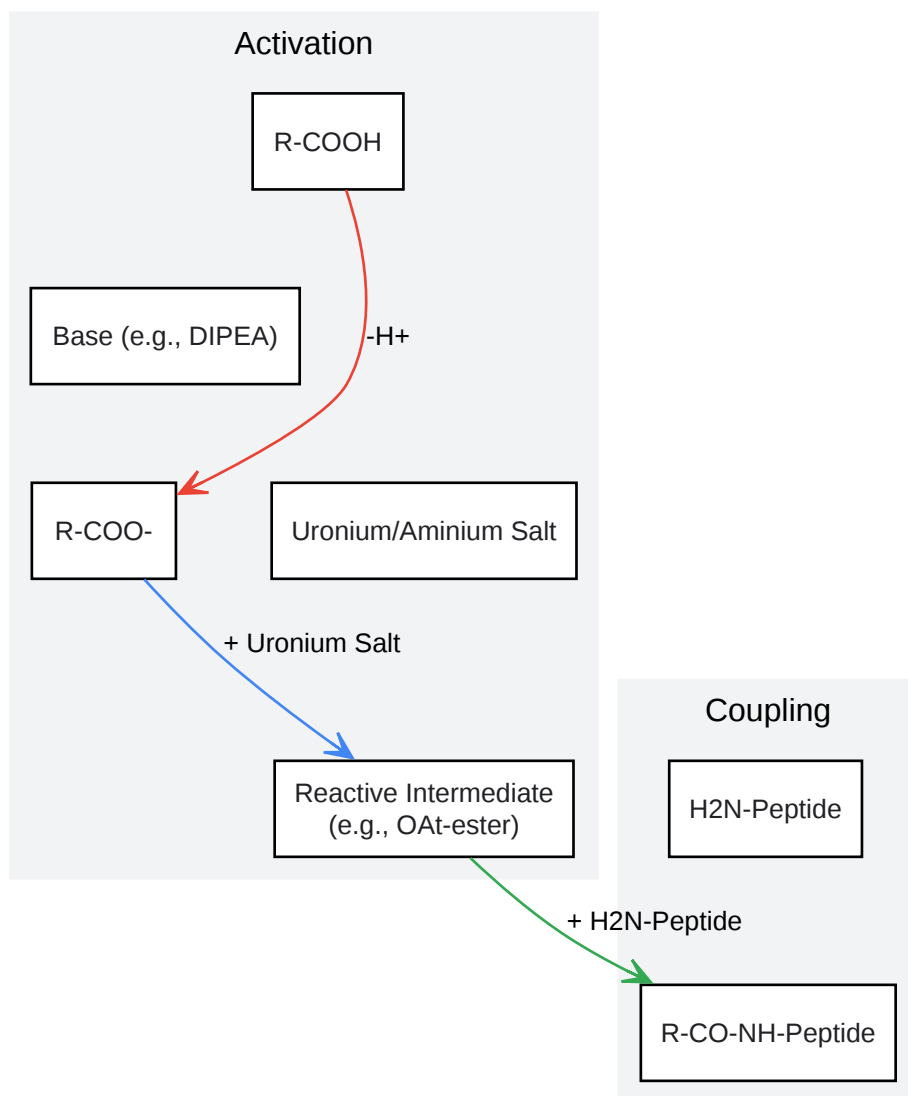 Activation
R-COOH
Base (e.g., DIPEA)
-H+
R-COO-
Uronium/Aminium Salt
+ Uronium Salt
Reactive Intermediate
(e.g., OAt-ester)
Coupling
H2N-Peptide
+ H2N-Peptide
R-CO-NH-Peptide